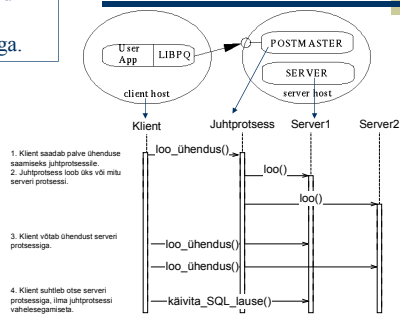 ga.
User
App
LIBPQ
POSTMASTER
SERVER
client host
server host
Klient
Juhtprotsess
Server1
Server2
1. Klient saadab palve ühenduse
saamiseks juhtprotsessile.
2. Juhtprotsess loob üks või mitu
serveri protsessi.
loo_ühendus()
loo()
loo()
3. Klient võtab ühendust serveri
protsessiga.
loo_ühendus()
loo_ühendus()
4. Klient suhtleb otse serveri
protsessiga, ilma juhtprotsessi
vahelesegamiseta.
käivita_SQL_lause()